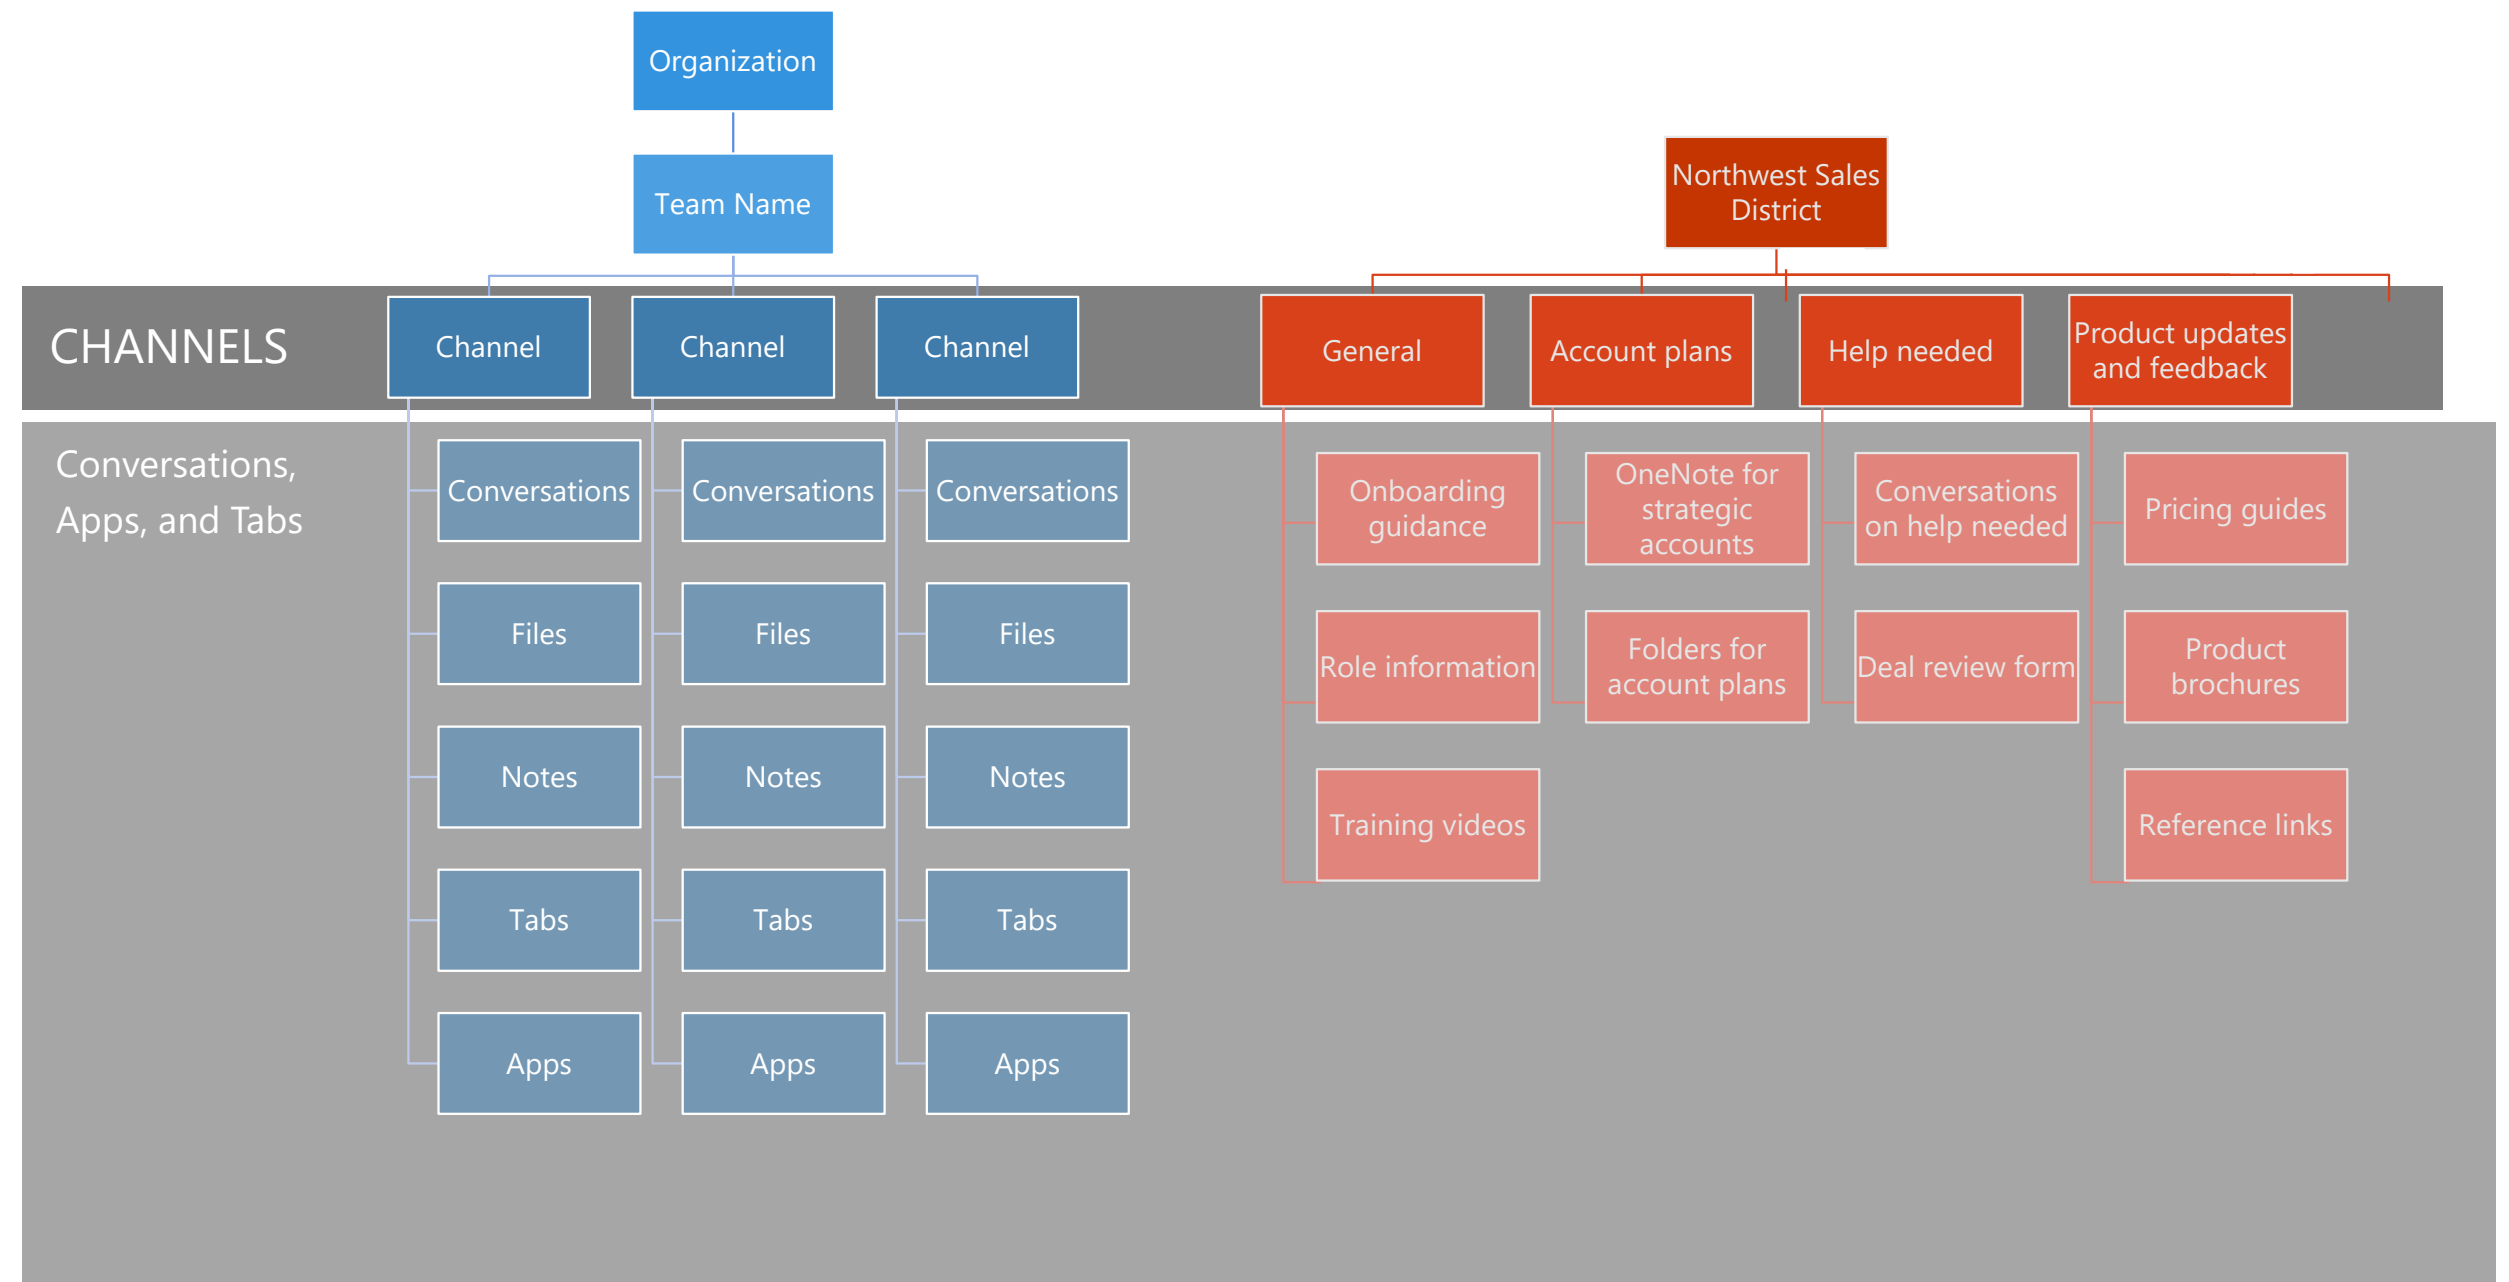 Organization
Team Name
Northwest Sales
District
CHANNELS
Channel
Channel
Channel
General
Account plans
Help needed
Product updates
and feedback
Conversations,
Apps, and Tabs
Conversations
Files
Notes
Tabs
Apps
Conversations
Files
Notes
Tabs
Apps
Conversations
Files
Notes
Tabs
Apps
Onboarding
guidance
Role information
Training videos
OneNote for
strategic
accounts
Folders for
account plans
Conversations
on help needed
Deal review form
Pricing guides
Product
brochures
Reference links